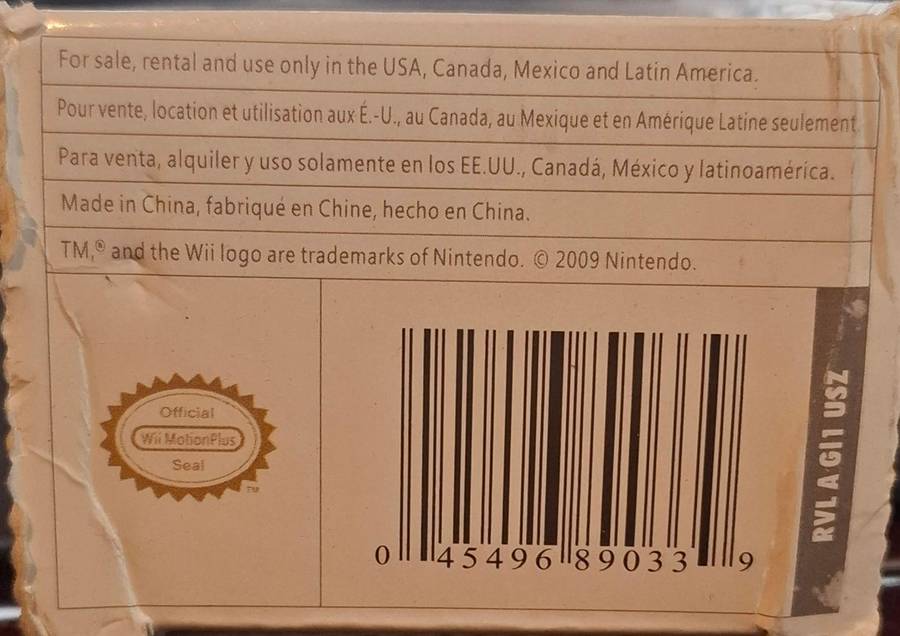 For sale, rental and use only in the USA, Canada, Mexico and Latin America.
Pour vente, location et utilisation aux É.-U., au Canada, au Mexique et en Amérique Latine seulement.
Para venta, alquiler y uso solamente en los EE.UU., Canadá, México y latinoamérica.
Made in China, fabriqué en Chine, hecho en China.
TM,® and the Wii logo are trademarks of Nintendo. © 2009 Nintendo.
Official
Wii MotionPlus
Seal
TM
0 45496 89033 9
RVL A GI1 USZ